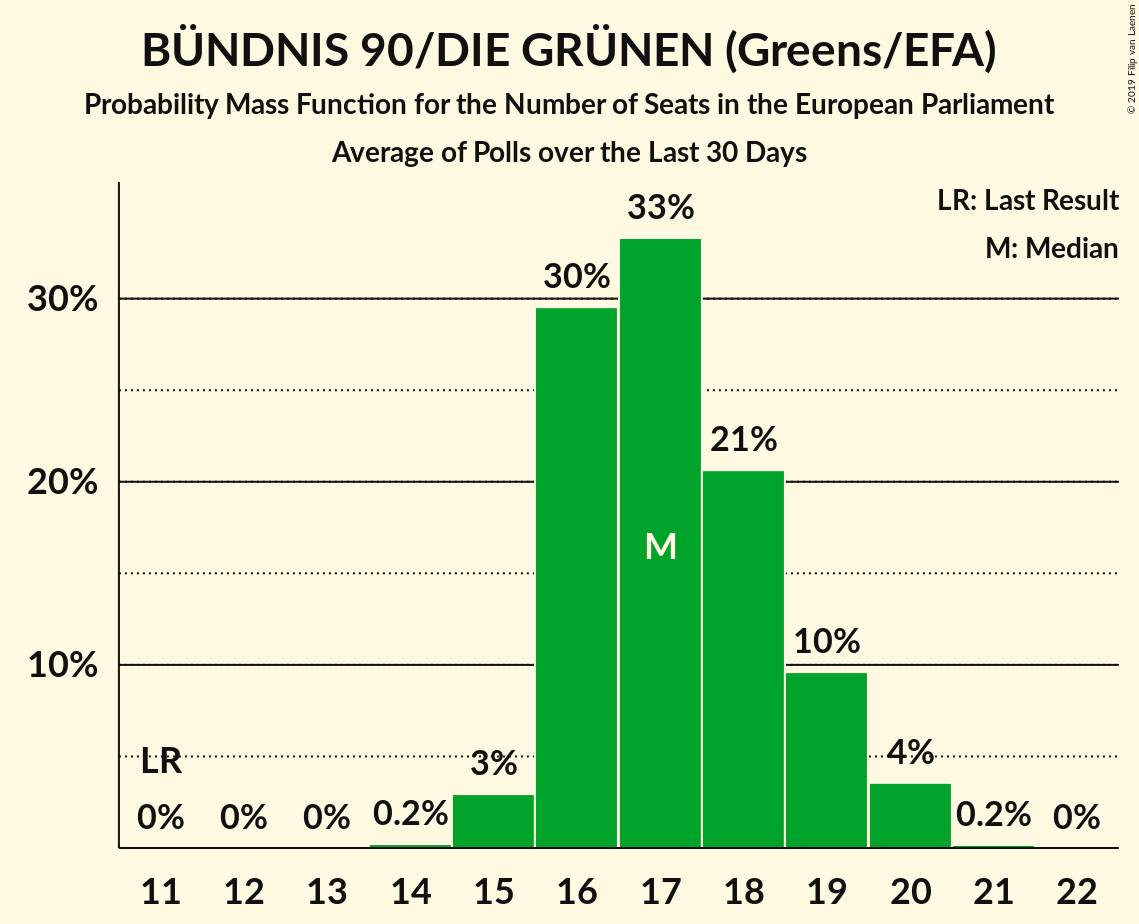 BÜNDNIS 90/DIE GRÜNEN (Greens/EFA)
Probability Mass Function for the Number of Seats in the European Parliament
Average of Polls over the Last 30 Days
© 2019 Filip van Laenen
LR: Last Result
M: Median
33%
30%
30%
21%
20%
M
10%
10%
LR
3%
4%
0% 0% 0% 0.2% 0.2% 0%
11 12 13 14 15 16 17 18 19 20 21 22